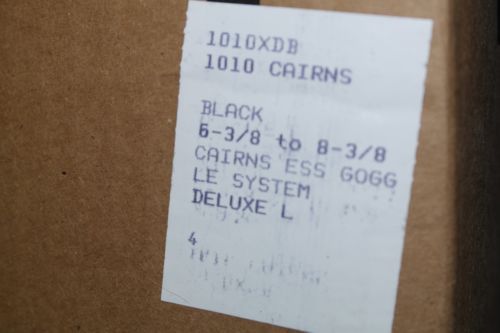 1010XDB
1010 CAIRNS
BLACK
6-3/8 to 8-3/8
CAIRNS ESS GOGG
LE SYSTEM
DELUXE L
4